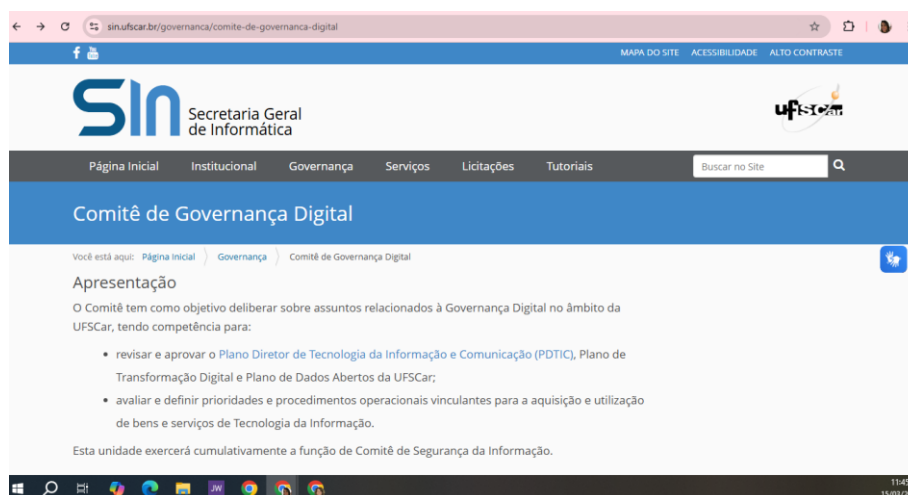 sin.ufscar.br/governanca/comite-de-governanca-digital
MAPA DO SITE ACESSIBILIDADE ALTO CONTRASTE
SIn Secretaria Geral
de Informática
ufscar
Página Inicial Institucional Governança Serviços Licitações Tutoriais Buscar no Site
Comitê de Governança Digital
Você está aqui: Página Inicial Governança Comitê de Governança Digital
Apresentação
O Comitê tem como objetivo deliberar sobre assuntos relacionados à Governança Digital no âmbito da
UFSCar, tendo competência para:
• revisar e aprovar o Plano Diretor de Tecnologia da Informação e Comunicação (PDTIC), Plano de
Transformação Digital e Plano de Dados Abertos da UFSCar;
• avaliar e definir prioridades e procedimentos operacionais vinculantes para a aquisição e utilização
de bens e serviços de Tecnologia da Informação.
Esta unidade exercerá cumulativamente a função de Comitê de Segurança da Informação.
JW
11:45